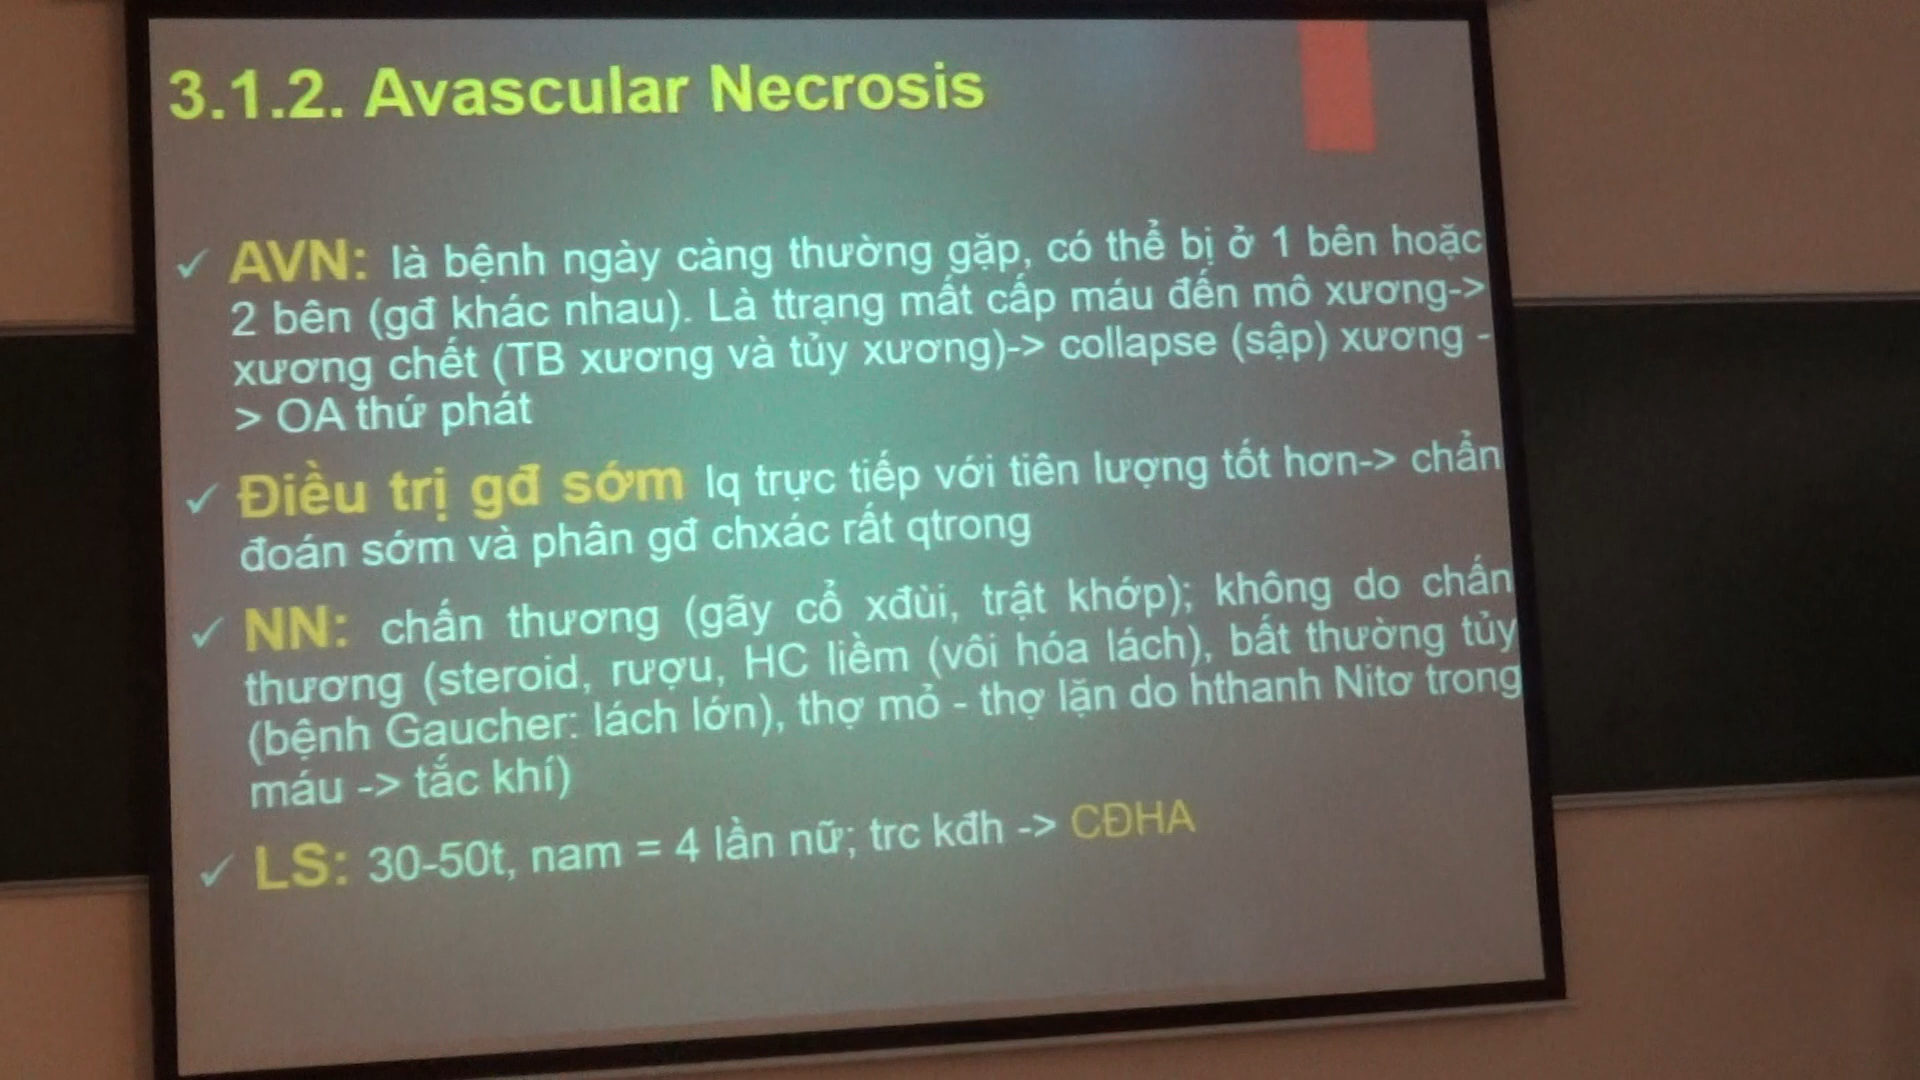 3.1.2. Avascular Necrosis
✓ AVN: là bệnh ngày càng thường gặp, có thể bị ở 1 bên hoặc
2 bên (gđ khác nhau). Là ttrạng mất cấp máu đến mô xương->
xương chết (TB xương và tủy xương)-> collapse (sập) xương -
> OA thứ phát
✓ Điều trị gđ sớm lq trực tiếp với tiên lượng tốt hơn-> chẩn
đoán sớm và phân gđ chxác rất qtrong
✓ NN: chấn thương (gãy cổ xđùi, trật khớp); không do chấn
thương (steroid, rượu, HC liềm (vôi hóa lách), bất thường tủy
(bệnh Gaucher: lách lớn), thợ mỏ - thợ lặn do hthanh Nitơ trong
máu -> tắc khí)
✓ LS: 30-50t, nam = 4 lần nữ; trc kđh -> CĐHA